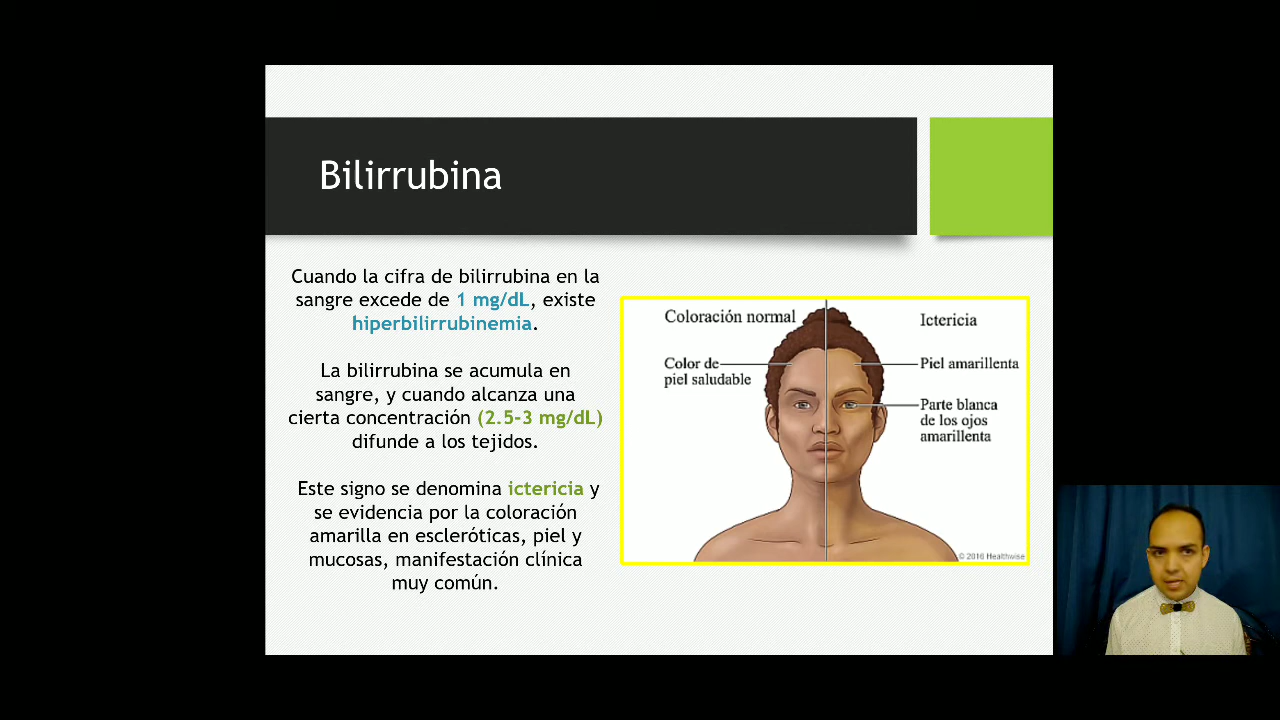 Bilirrubina
Cuando la cifra de bilirrubina en la
sangre excede de 1 mg/dL, existe
hiperbilirrubinemia.
La bilirrubina se acumula en
sangre, y cuando alcanza una
cierta concentración (2.5-3 mg/dL)
difunde a los tejidos.
Este signo se denomina ictericia y
se evidencia por la coloración
amarilla en escleróticas, piel y
mucosas, manifestación clínica
muy común.
Coloración normal
Color de
piel saludable
Ictericia
Piel amarillenta
Parte blanca
de los ojos
amarillenta
© 2016 Healthwise